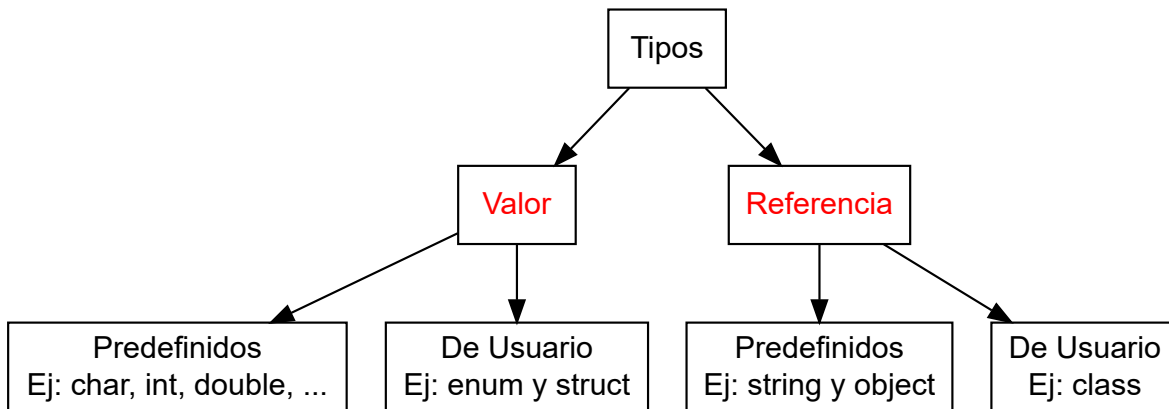 Tipos
Valor
Referencia
Predefinidos
Ej: char, int, double, ...
De Usuario
Ej: enum y struct
Predefinidos
Ej: string y object
De Usuario
Ej: class